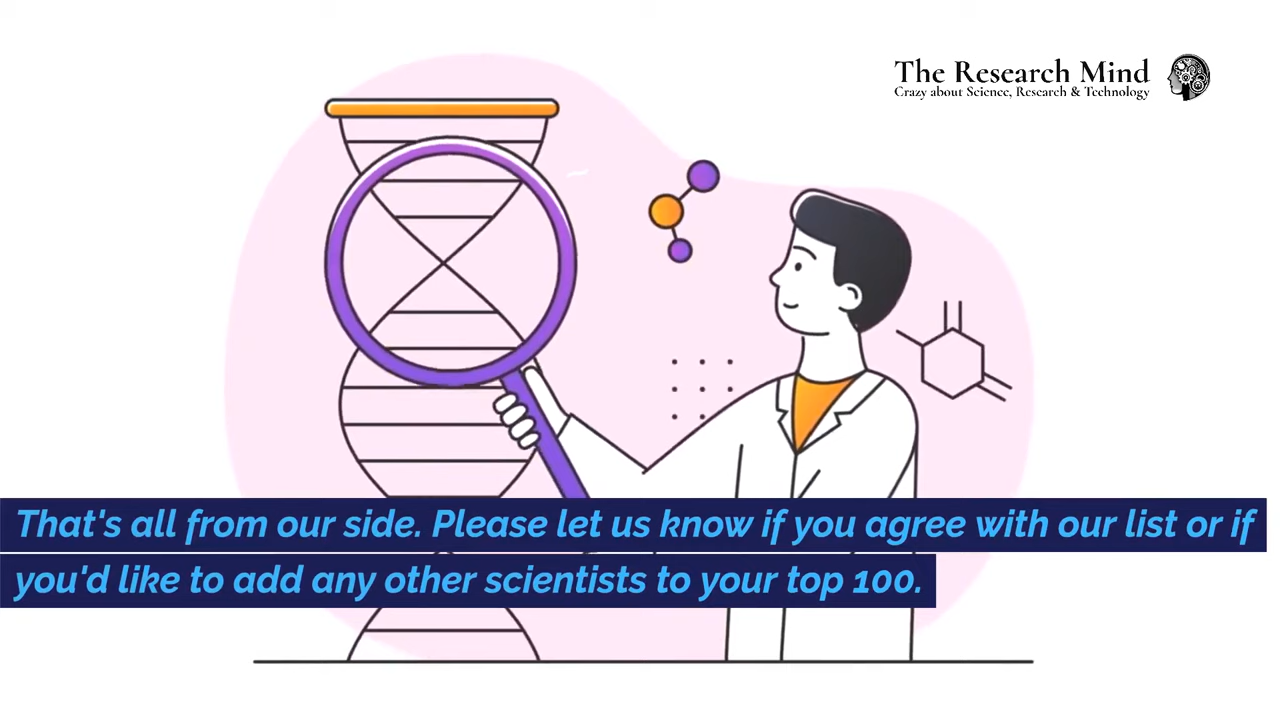 The Research Mind
Crazy about Science, Research & Technology
That's all from our side. Please let us know if you agree with our list or if
you'd like to add any other scientists to your top 100.